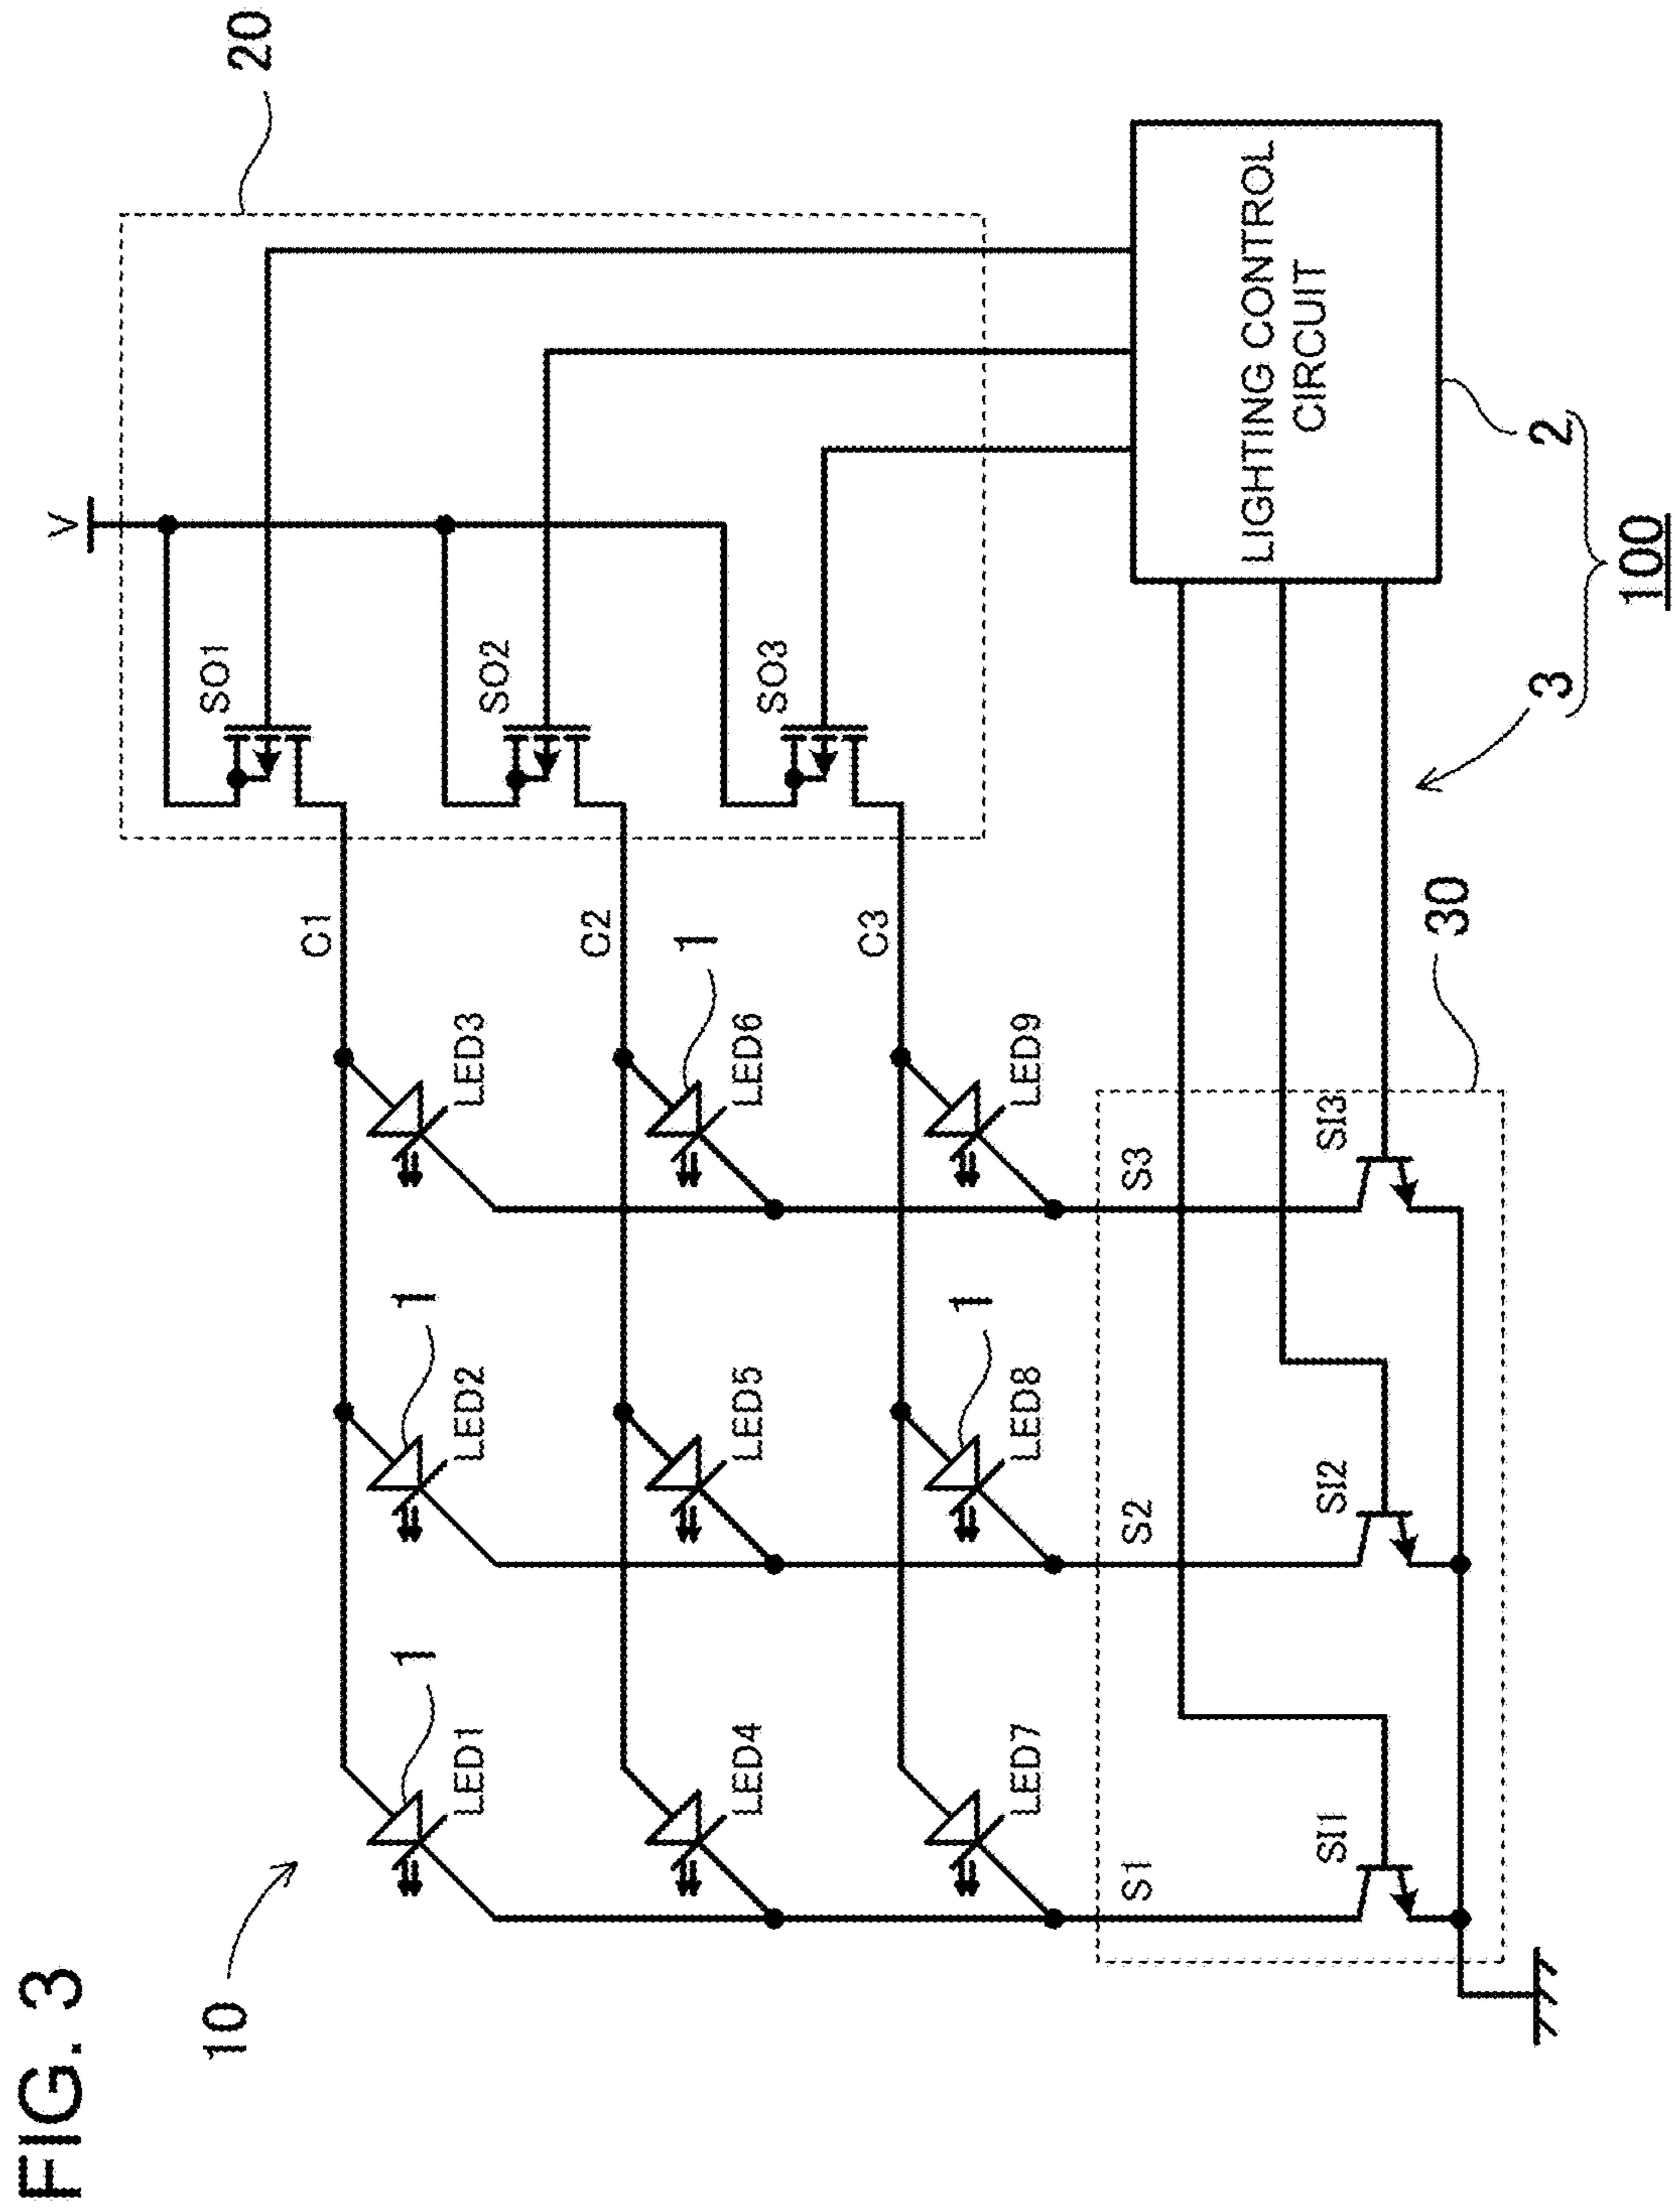 FIG. 3
V
10
SO1
20
C1
1
1
LED1
LED2
LED3
SO2
C2
1
LED4
LED5
LED6
SO3
C3
1
LED7
LED8
LED9
S1
S2
S3
LIGHTING CONTROL
CIRCUIT
SI1
SI2
SI3
30
3
2
100